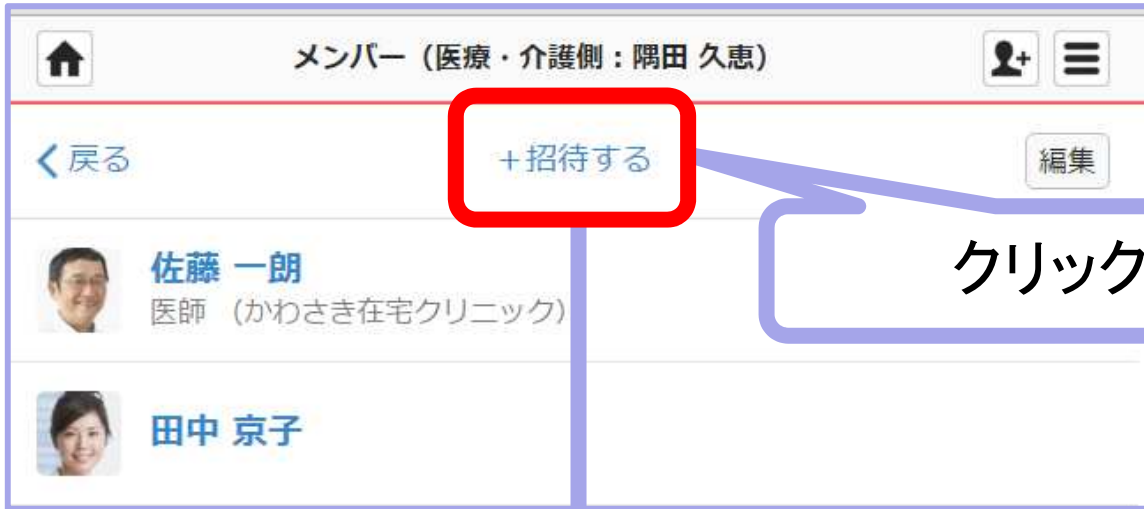 メンバー（医療・介護側：隅田 久恵）
戻る
＋招待する
編集
クリック
佐藤 一朗
医師 （かわさき在宅クリニック）
田中 京子